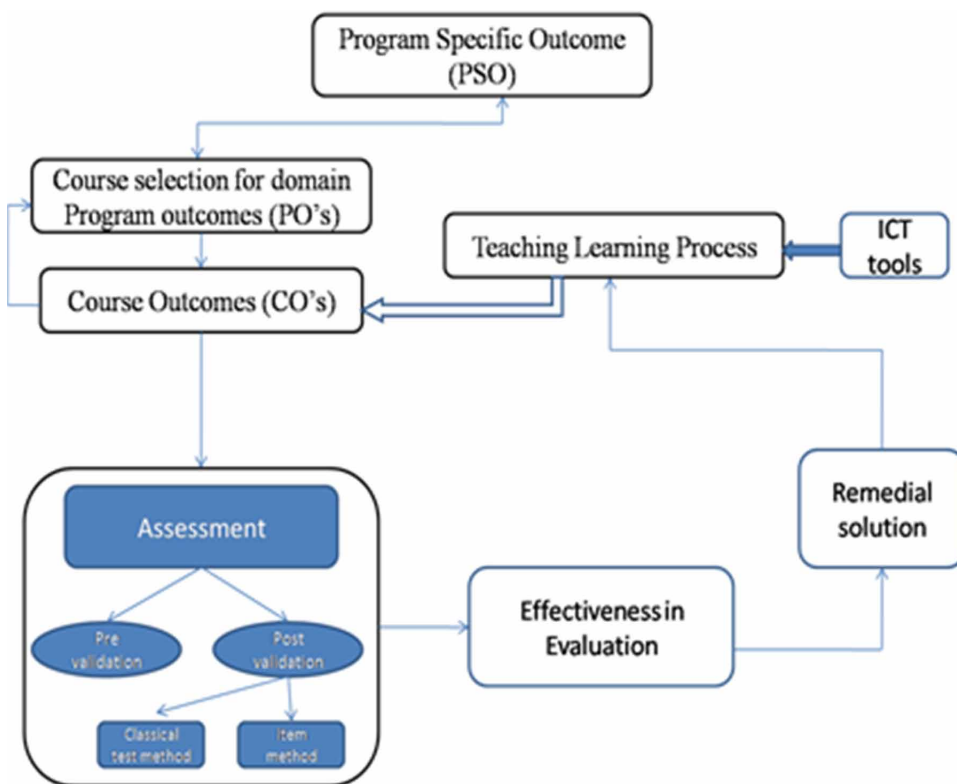 Program Specific Outcome
(PSO)
Course selection for domain
Program outcomes (PO's)
Teaching Learning Process
ICT
tools
Course Outcomes (CO's)
Assessment
Remedial
solution
Pre
validation
Post
validation
Effectiveness in
Evaluation
Classical
test method
Item
method